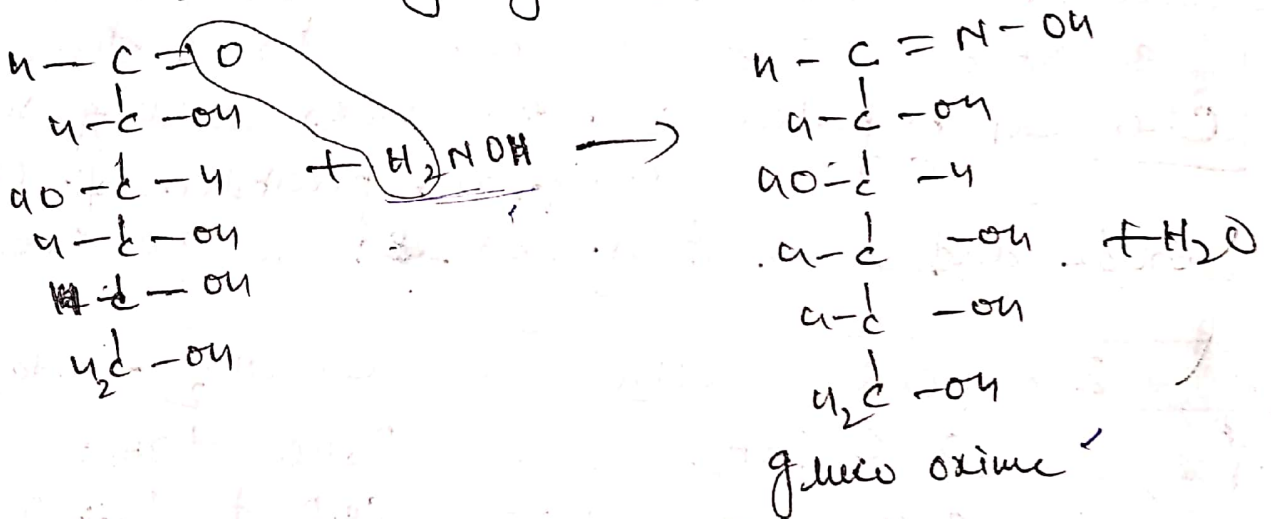 H - C = O
H - C - OH
HO - C - H + H₂NOH →
H - C - OH
H - C - OH
H₂C - OH
H - C = N - OH
H - C - OH
HO - C - H
H - C - OH + H₂O
H - C - OH
H₂C - OH
gluco oxime